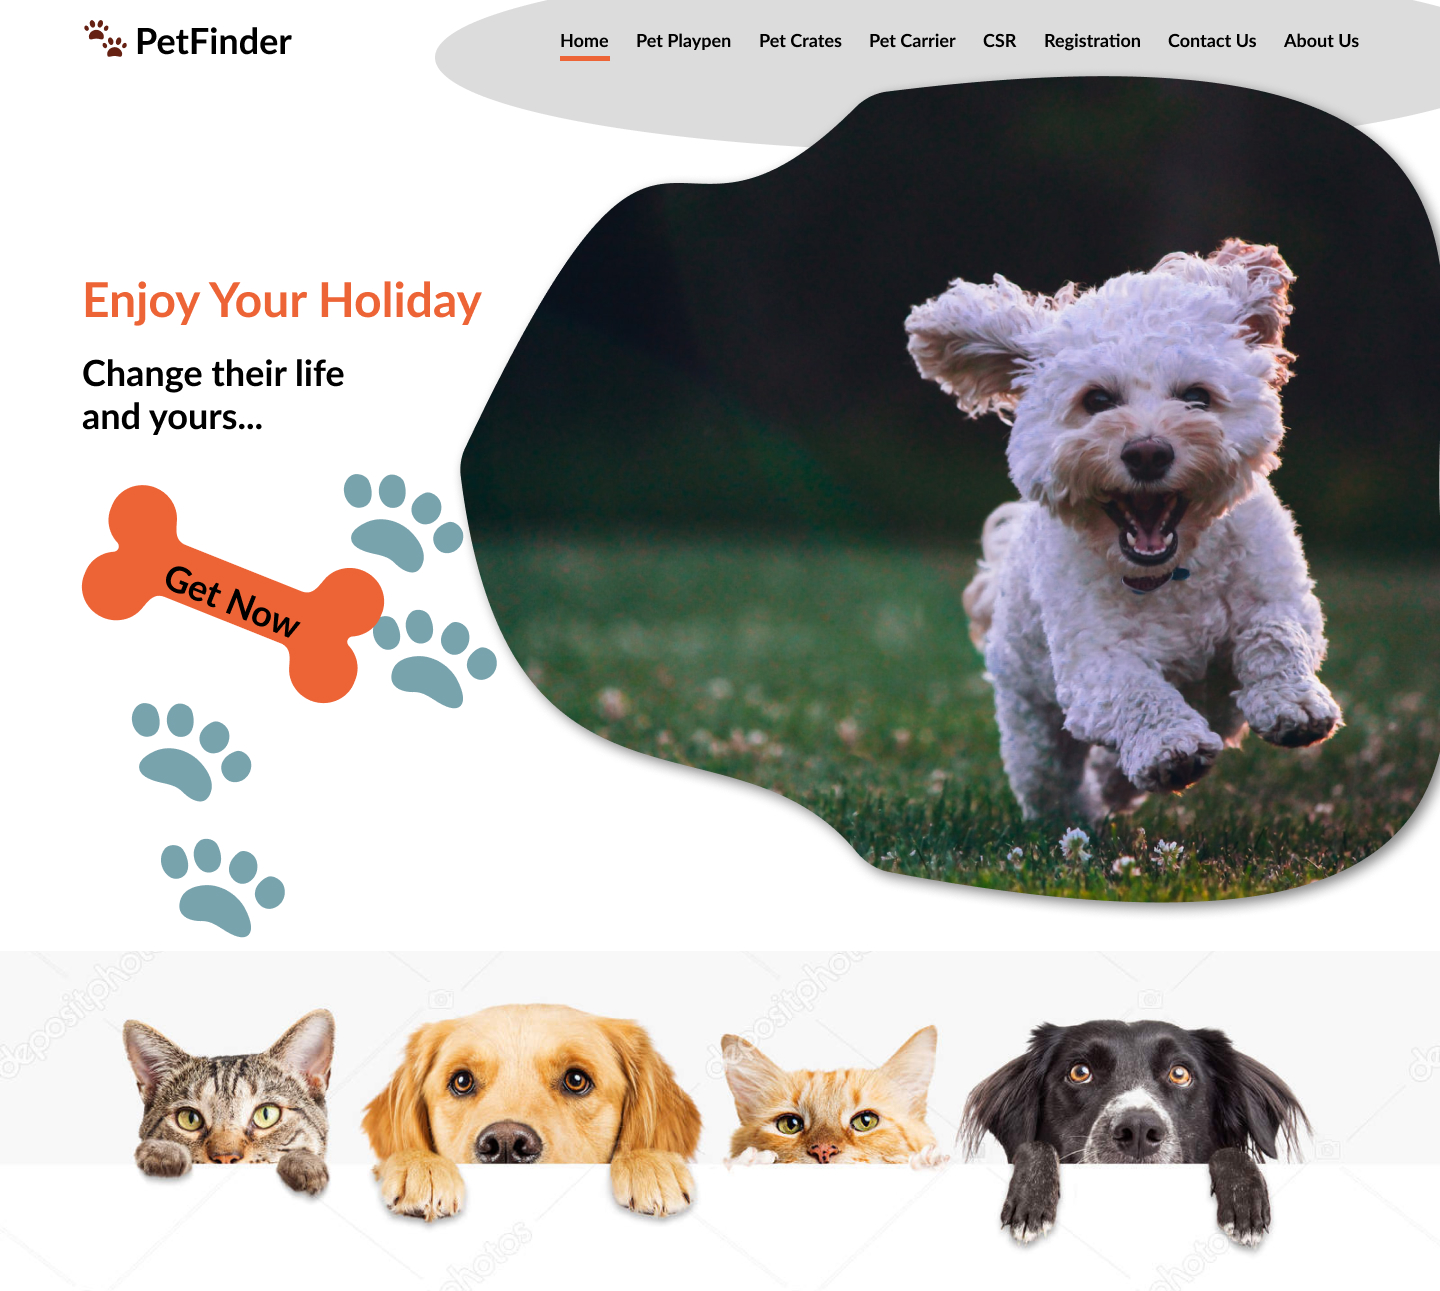 PetFinder
Home Pet Playpen Pet Crates Pet Carrier CSR Registration Contact Us About Us
Enjoy Your Holiday
Change their life
and yours...
Get Now
depositphotos
depositphotos